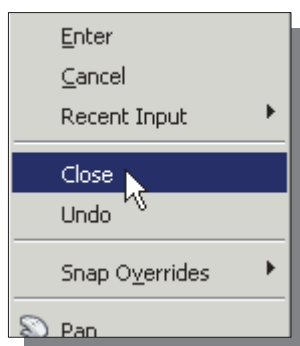 Enter
Cancel
Recent Input
Close
Undo
Snap Overrides
Pan